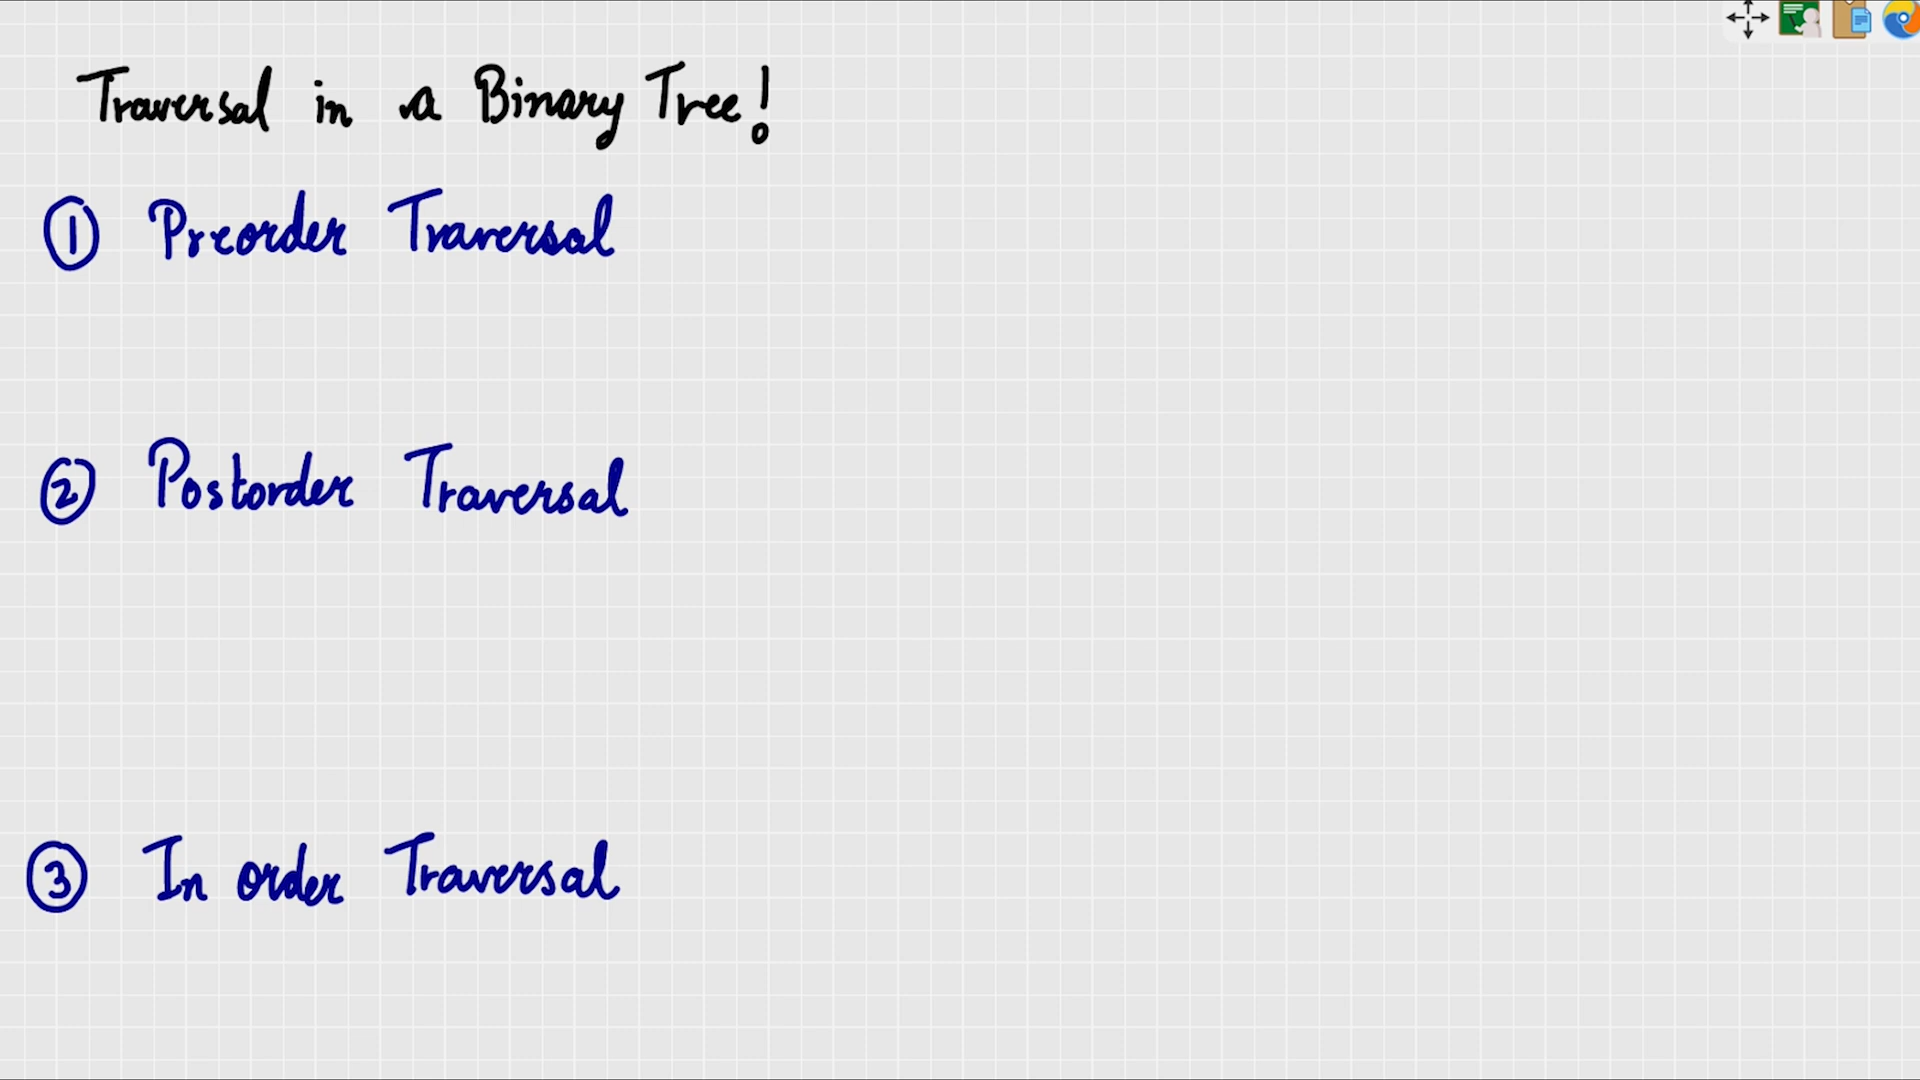 Traversal in a Binary Tree!
① Preorder Traversal
② Postorder Traversal
③ In order Traversal